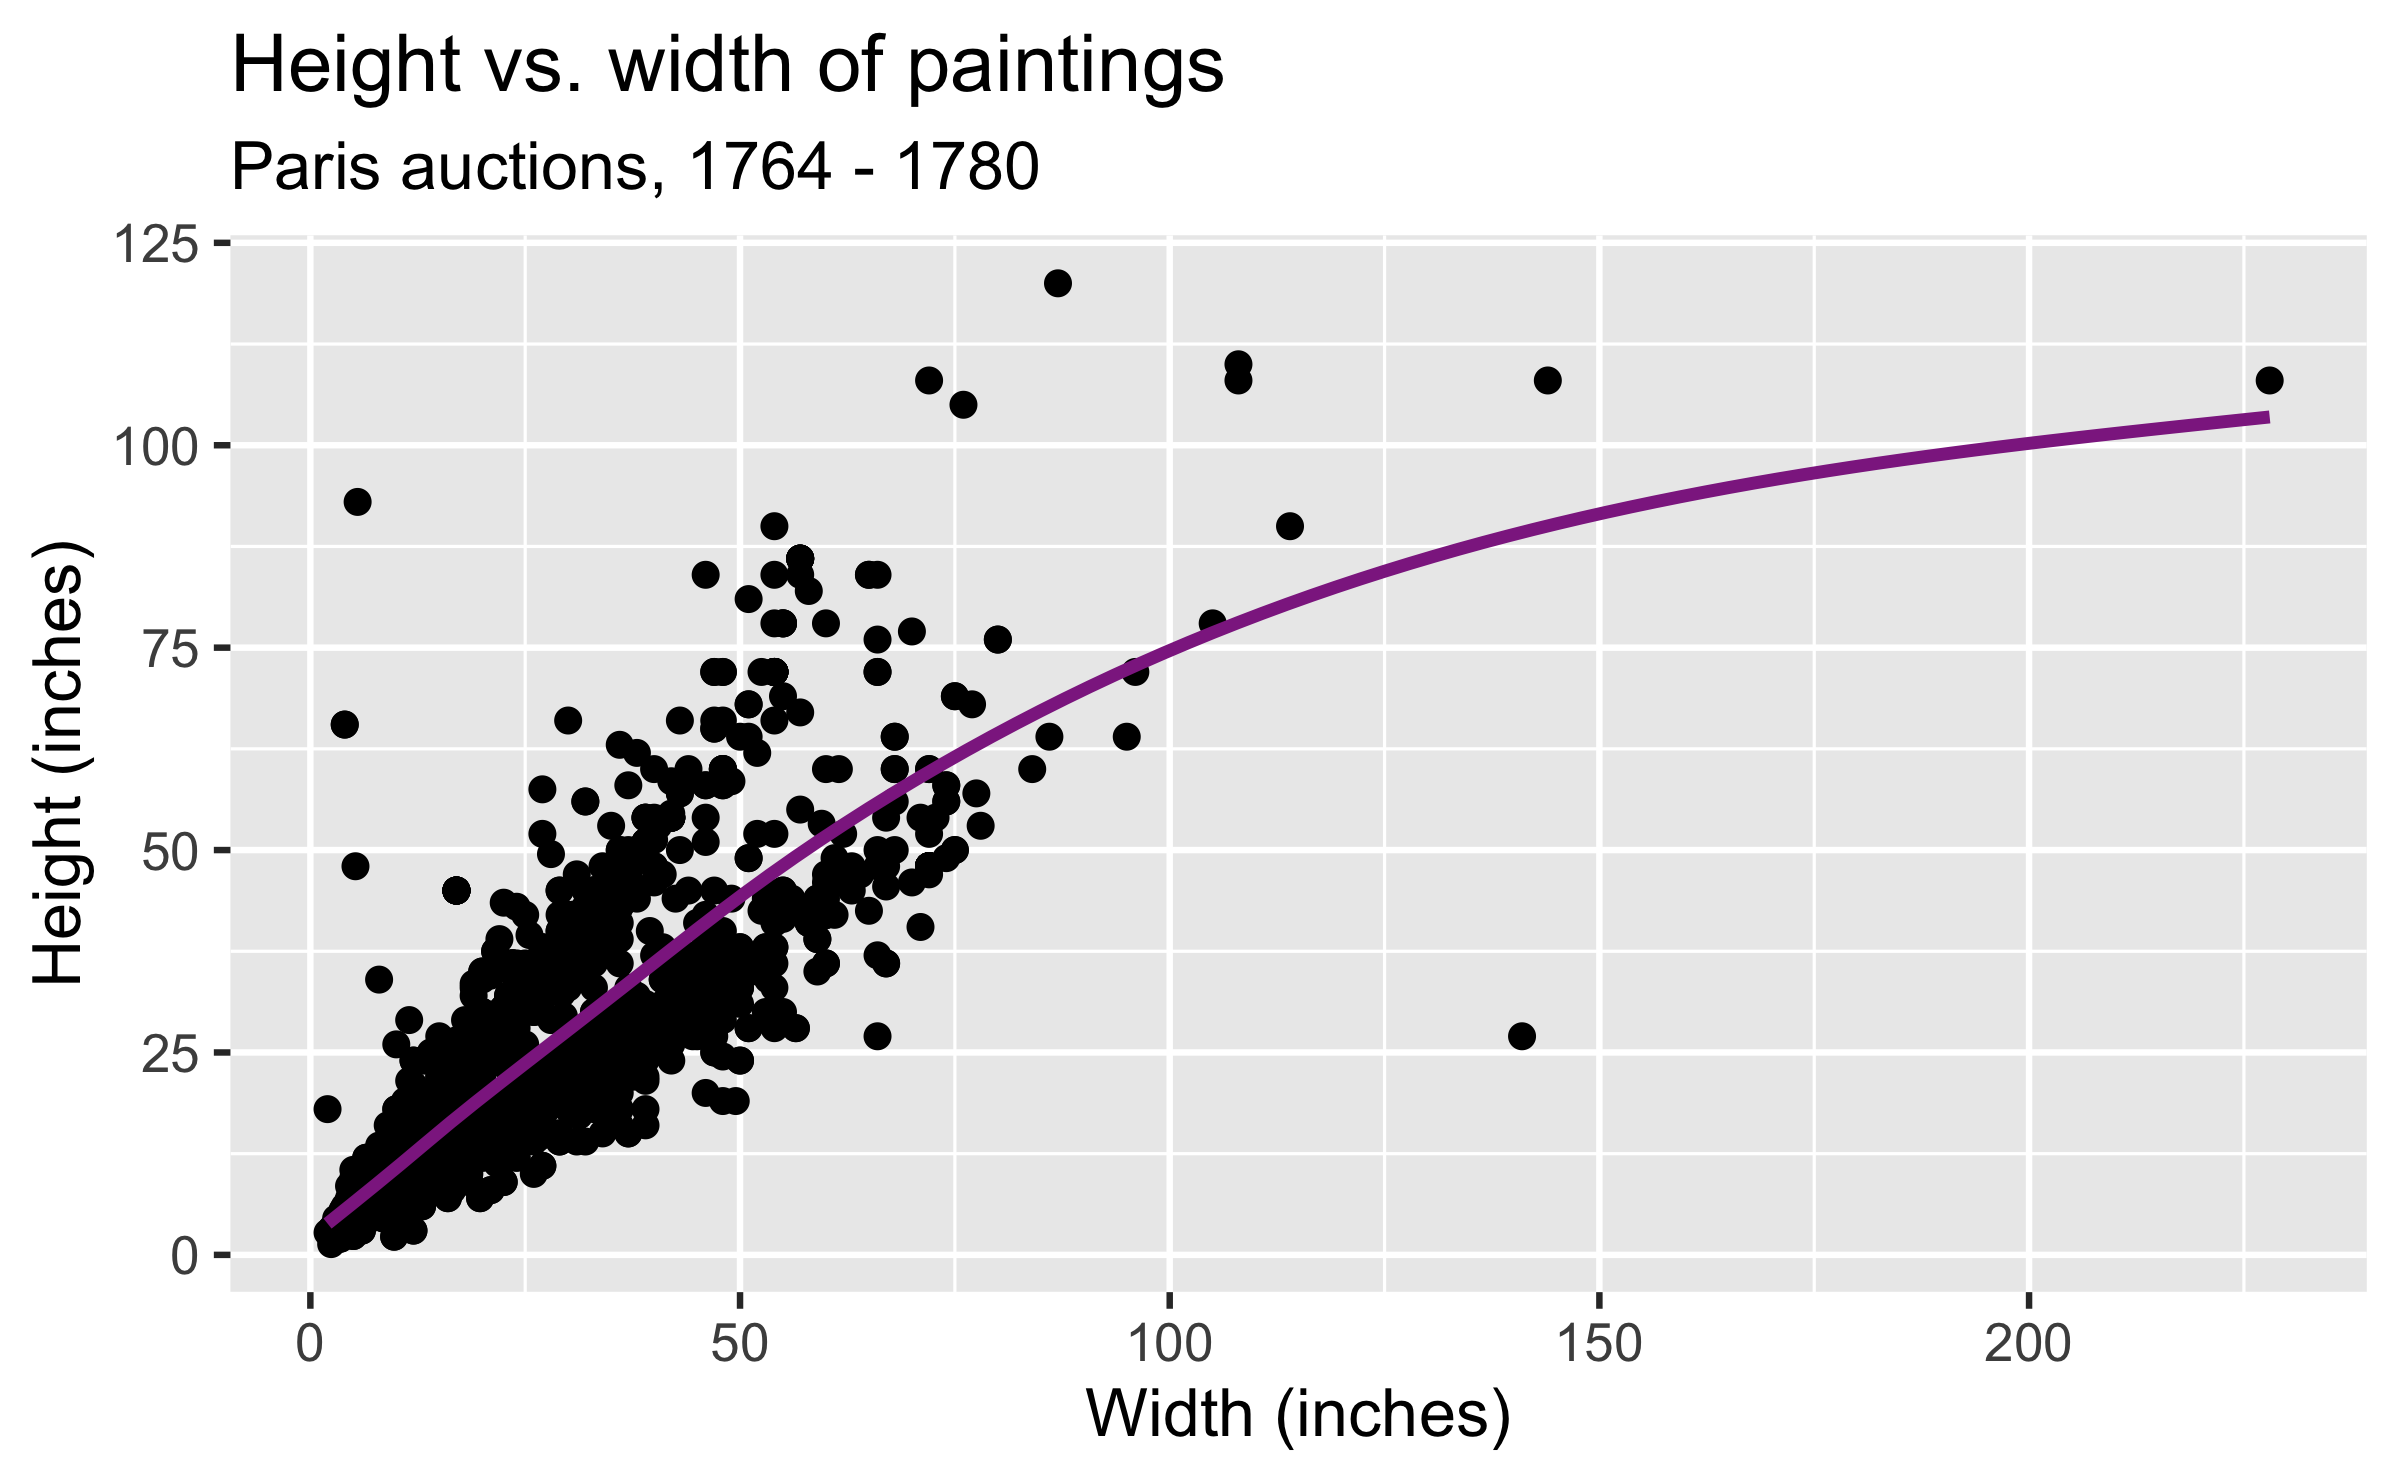 Height vs. width of paintings
Paris auctions, 1764 - 1780
125
100
75
50
25
0
Height (inches)
0 50 100 150 200
Width (inches)